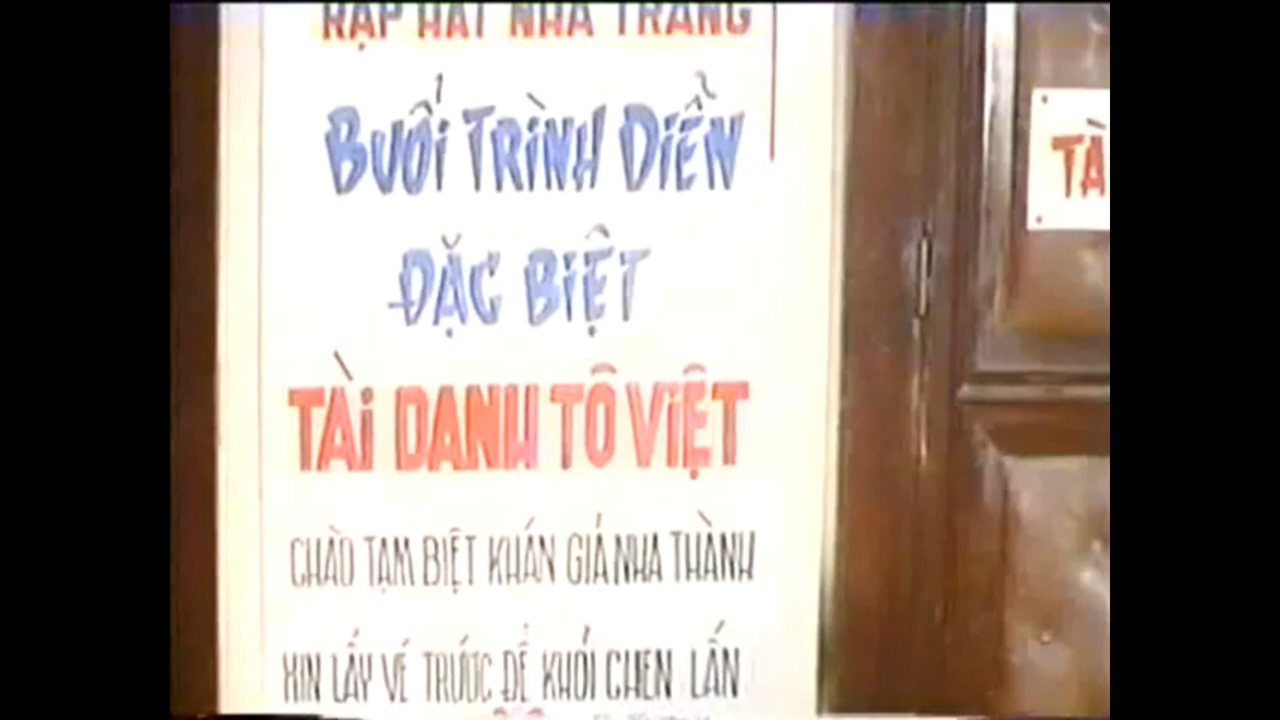 RẠP HÁT NHA TRANG
BUỔI TRÌNH DIỄN
ĐẶC BIỆT
TÀI DANH TÔ VIỆT
CHÀO TẠM BIỆT KHÁN GIẢ NHA THÀNH
XIN LẤY VÉ TRƯỚC ĐỂ KHỎI CHEN LẤN
TÀ